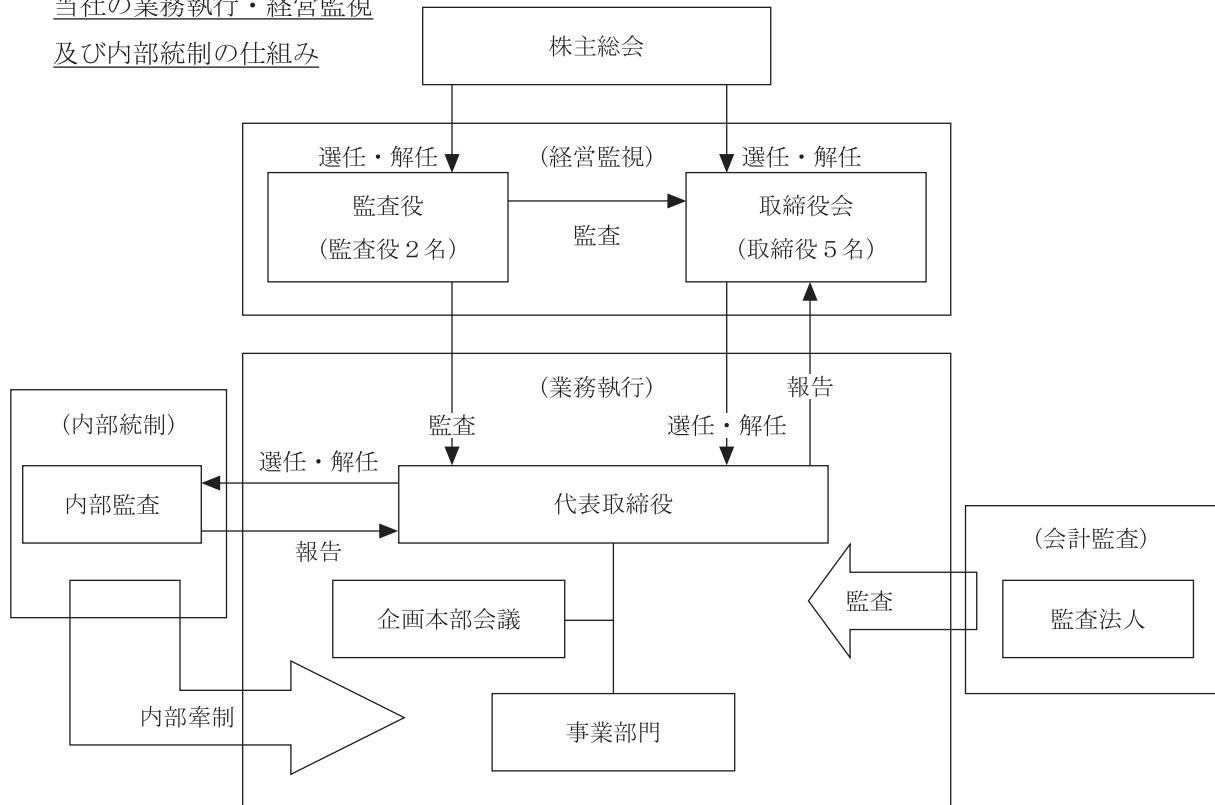 当社の業務執行・経営監視
及び内部統制の仕組み
株主総会
選任・解任
（経営監視）
選任・解任
監査役
（監査役２名）
監査
取締役会
（取締役５名）
（業務執行）
報告
監査
選任・解任
（内部統制）
選任・解任
内部監査
代表取締役
報告
（会計監査）
監査
監査法人
企画本部会議
内部牽制
事業部門